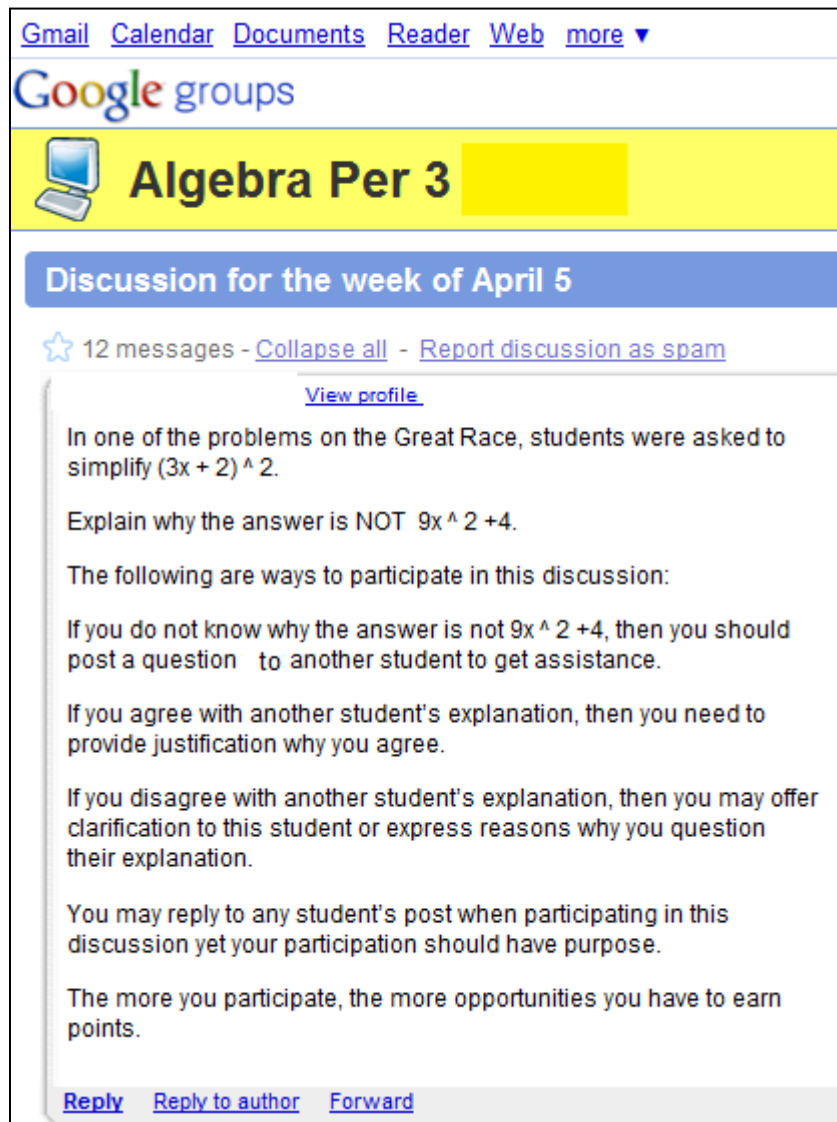 Gmail Calendar Documents Reader Web more ▼
Google groups
Algebra Per 3
Discussion for the week of April 5
12 messages - Collapse all - Report discussion as spam
View profile
In one of the problems on the Great Race, students were asked to
simplify (3x + 2) ^ 2.
Explain why the answer is NOT 9x ^ 2 +4.
The following are ways to participate in this discussion:
If you do not know why the answer is not 9x ^ 2 +4, then you should
post a question to another student to get assistance.
If you agree with another student's explanation, then you need to
provide justification why you agree.
If you disagree with another student's explanation, then you may offer
clarification to this student or express reasons why you question
their explanation.
You may reply to any student's post when participating in this
discussion yet your participation should have purpose.
The more you participate, the more opportunities you have to earn
points.
Reply Reply to author Forward